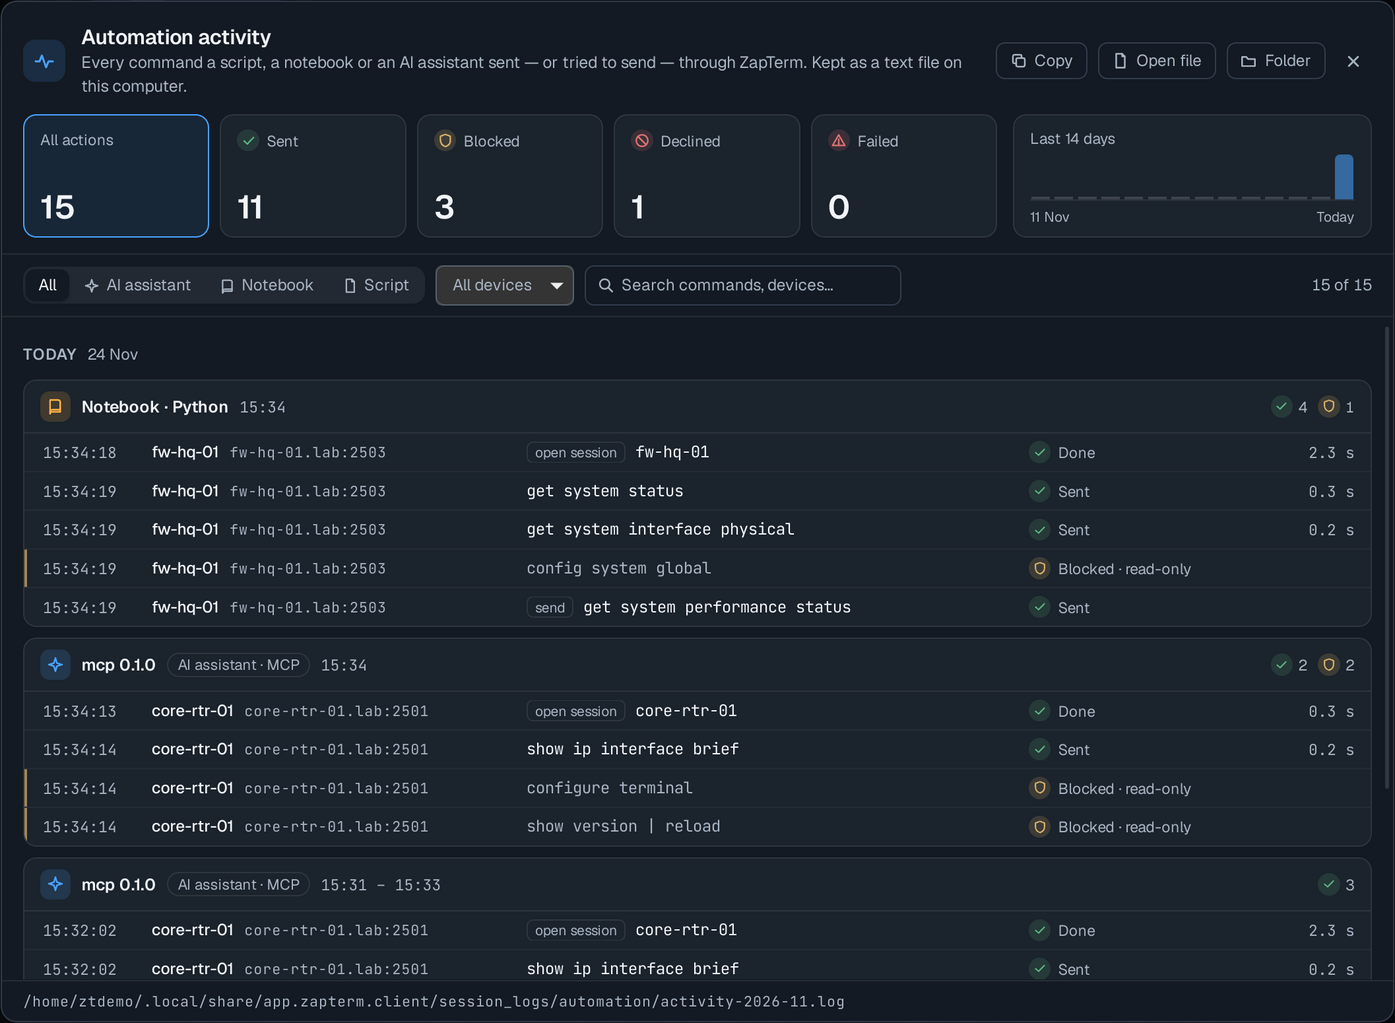 Automation activity
Every command a script, a notebook or an AI assistant sent — or tried to send — through ZapTerm. Kept as a text file on
this computer.
Copy
Open file
Folder
All actions
15
Sent
11
Blocked
3
Declined
1
Failed
0
Last 14 days
11 Nov
Today
All
AI assistant
Notebook
Script
All devices
Search commands, devices...
15 of 15
TODAY 24 Nov
Notebook · Python 15:34 4 1
15:34:18 fw-hq-01 fw-hq-01.lab:2503 open session fw-hq-01 Done 2.3 s
15:34:19 fw-hq-01 fw-hq-01.lab:2503 get system status Sent 0.3 s
15:34:19 fw-hq-01 fw-hq-01.lab:2503 get system interface physical Sent 0.2 s
15:34:19 fw-hq-01 fw-hq-01.lab:2503 config system global Blocked · read-only
15:34:19 fw-hq-01 fw-hq-01.lab:2503 send get system performance status Sent
mcp 0.1.0 AI assistant · MCP 15:34 2 2
15:34:13 core-rtr-01 core-rtr-01.lab:2501 open session core-rtr-01 Done 0.3 s
15:34:14 core-rtr-01 core-rtr-01.lab:2501 show ip interface brief Sent 0.2 s
15:34:14 core-rtr-01 core-rtr-01.lab:2501 configure terminal Blocked · read-only
15:34:14 core-rtr-01 core-rtr-01.lab:2501 show version | reload Blocked · read-only
mcp 0.1.0 AI assistant · MCP 15:31 – 15:33 3
15:32:02 core-rtr-01 core-rtr-01.lab:2501 open session core-rtr-01 Done 2.3 s
15:32:02 core-rtr-01 core-rtr-01.lab:2501 show ip interface brief Sent 0.2 s
/home/ztdemo/.local/share/app.zapterm.client/session_logs/automation/activity-2026-11.log